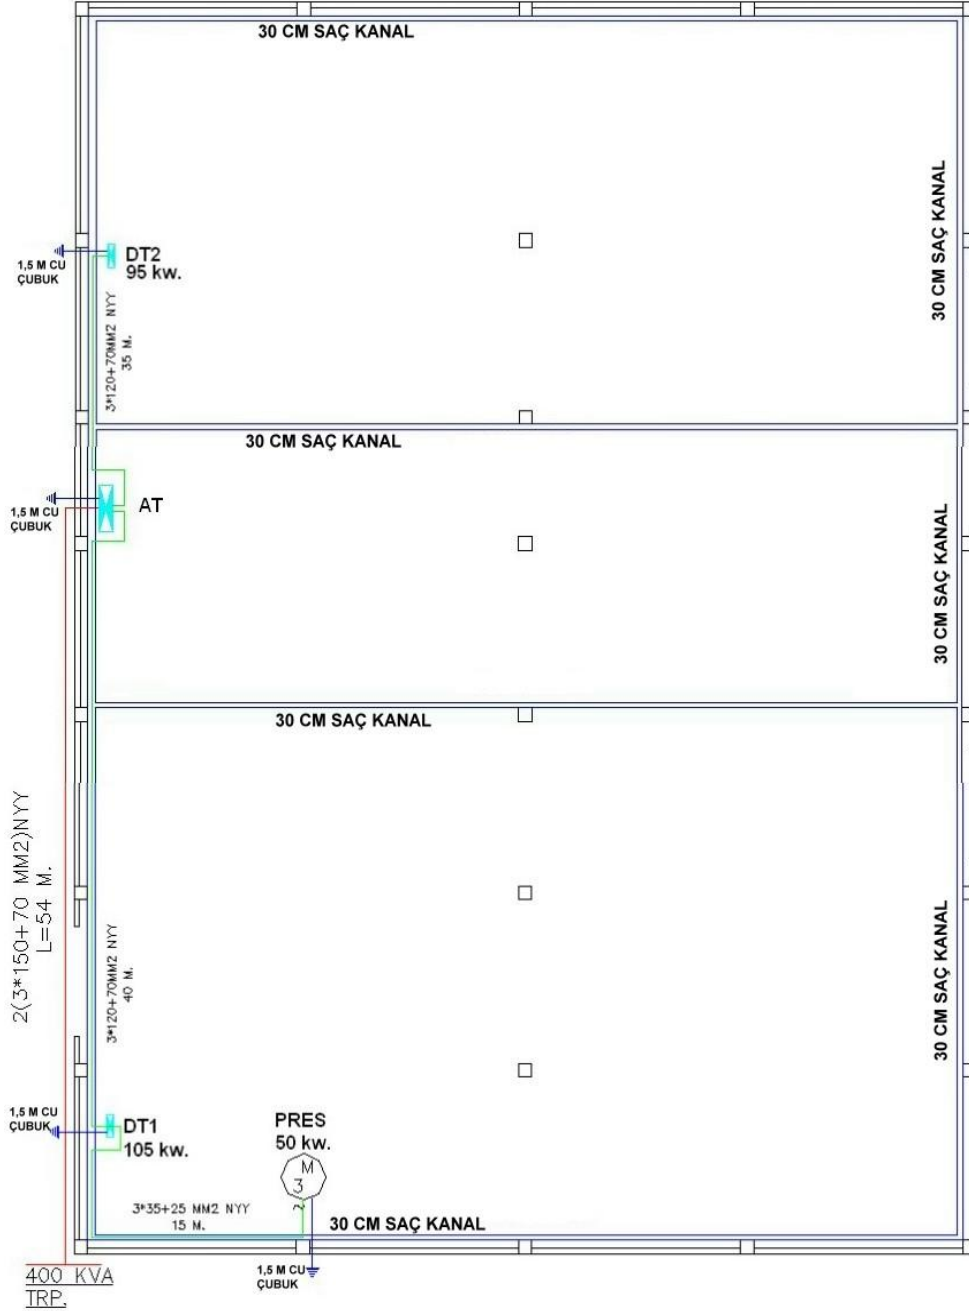 30 CM SAÇ KANAL
30 CM SAÇ KANAL
1,5 M CU
ÇUBUK
DT2
95 kw.
3*120+70MM2 NYY
35 M.
30 CM SAÇ KANAL
1,5 M CU
ÇUBUK
AT
30 CM SAÇ KANAL
30 CM SAÇ KANAL
2(3*150+70 MM2)NYY
L=54 M.
3*120+70MM2 NYY
40 M.
30 CM SAÇ KANAL
1,5 M CU
ÇUBUK
DT1
105 kw.
PRES
50 kw.
M
3
~
3*35+25 MM2 NYY
15 M.
30 CM SAÇ KANAL
400 KVA
TRP.
1,5 M CU
ÇUBUK